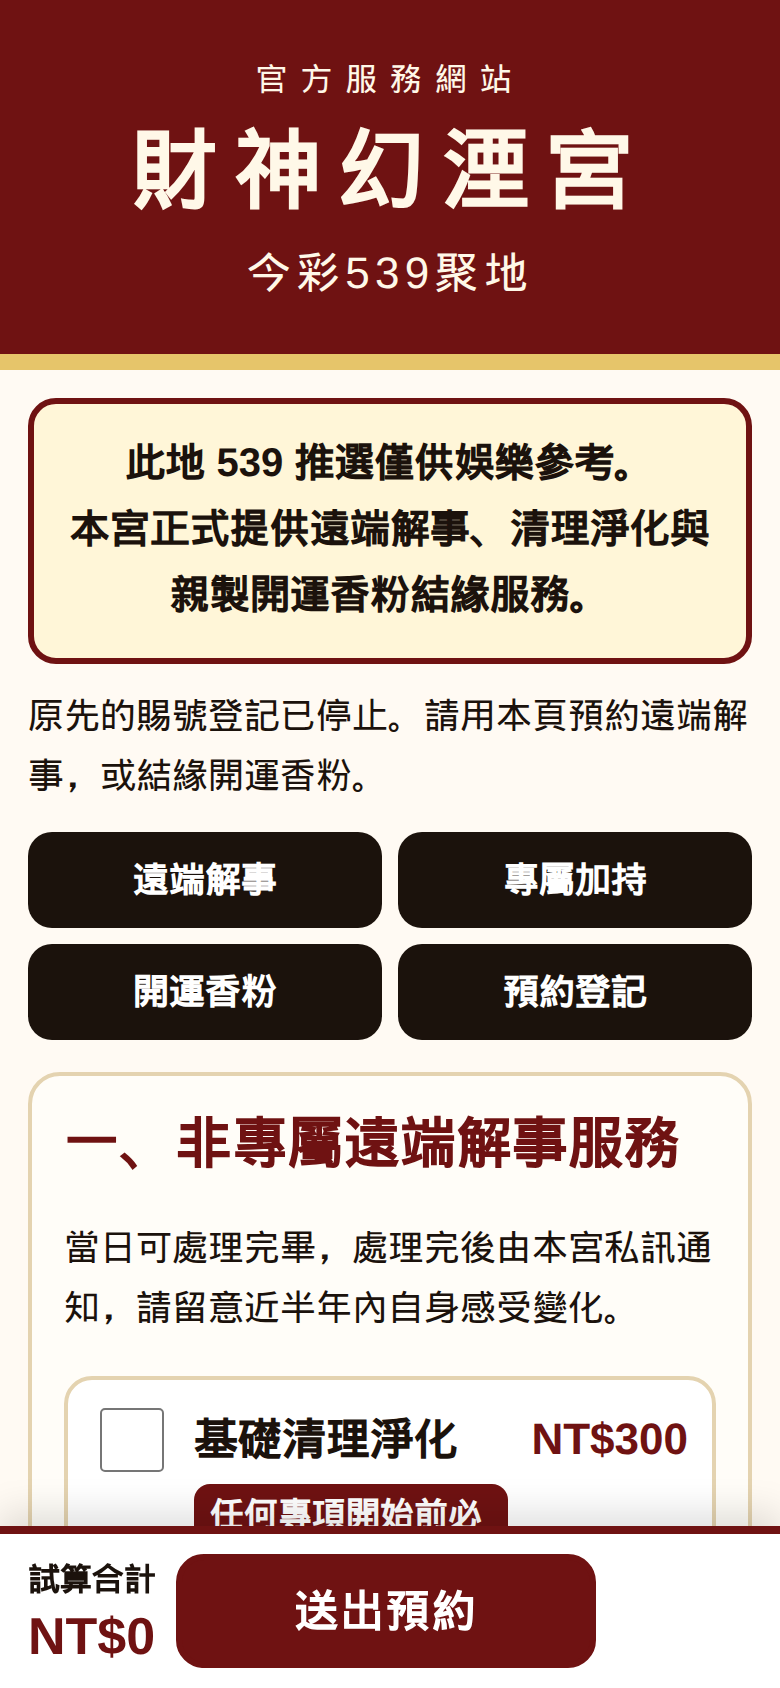 官方服務網站
財神幻湮宮
今彩539聚地
此地 539 推選僅供娛樂參考。
本宮正式提供遠端解事、清理淨化與
親製開運香粉結緣服務。
原先的賜號登記已停止。請用本頁預約遠端解
事，或結緣開運香粉。
遠端解事
專屬加持
開運香粉
預約登記
一、非專屬遠端解事服務
當日可處理完畢，處理完後由本宮私訊通
知，請留意近半年內自身感受變化。
基礎清理淨化
NT$300
任何專項開始前必
試算合計
NT$0
送出預約